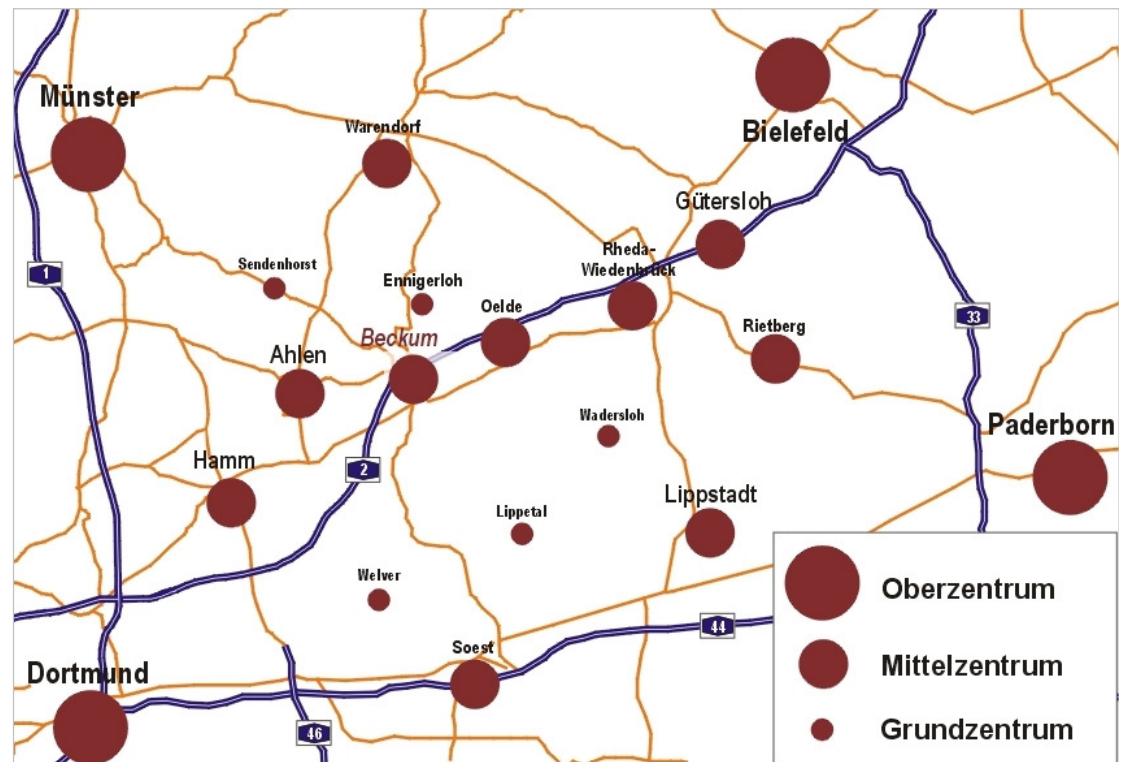 Münster
Warendorf
Bielefeld
Gütersloh
Sendenhorst
Rheda-
Wiedenbrück
Ennigerloh
1
Oelde
33
Rietberg
Beckum
Ahlen
Wadersloh
Paderborn
Hamm
2
Lippstadt
Lippetal
Welver
Oberzentrum
44
Soest
Mittelzentrum
Dortmund
46
Grundzentrum